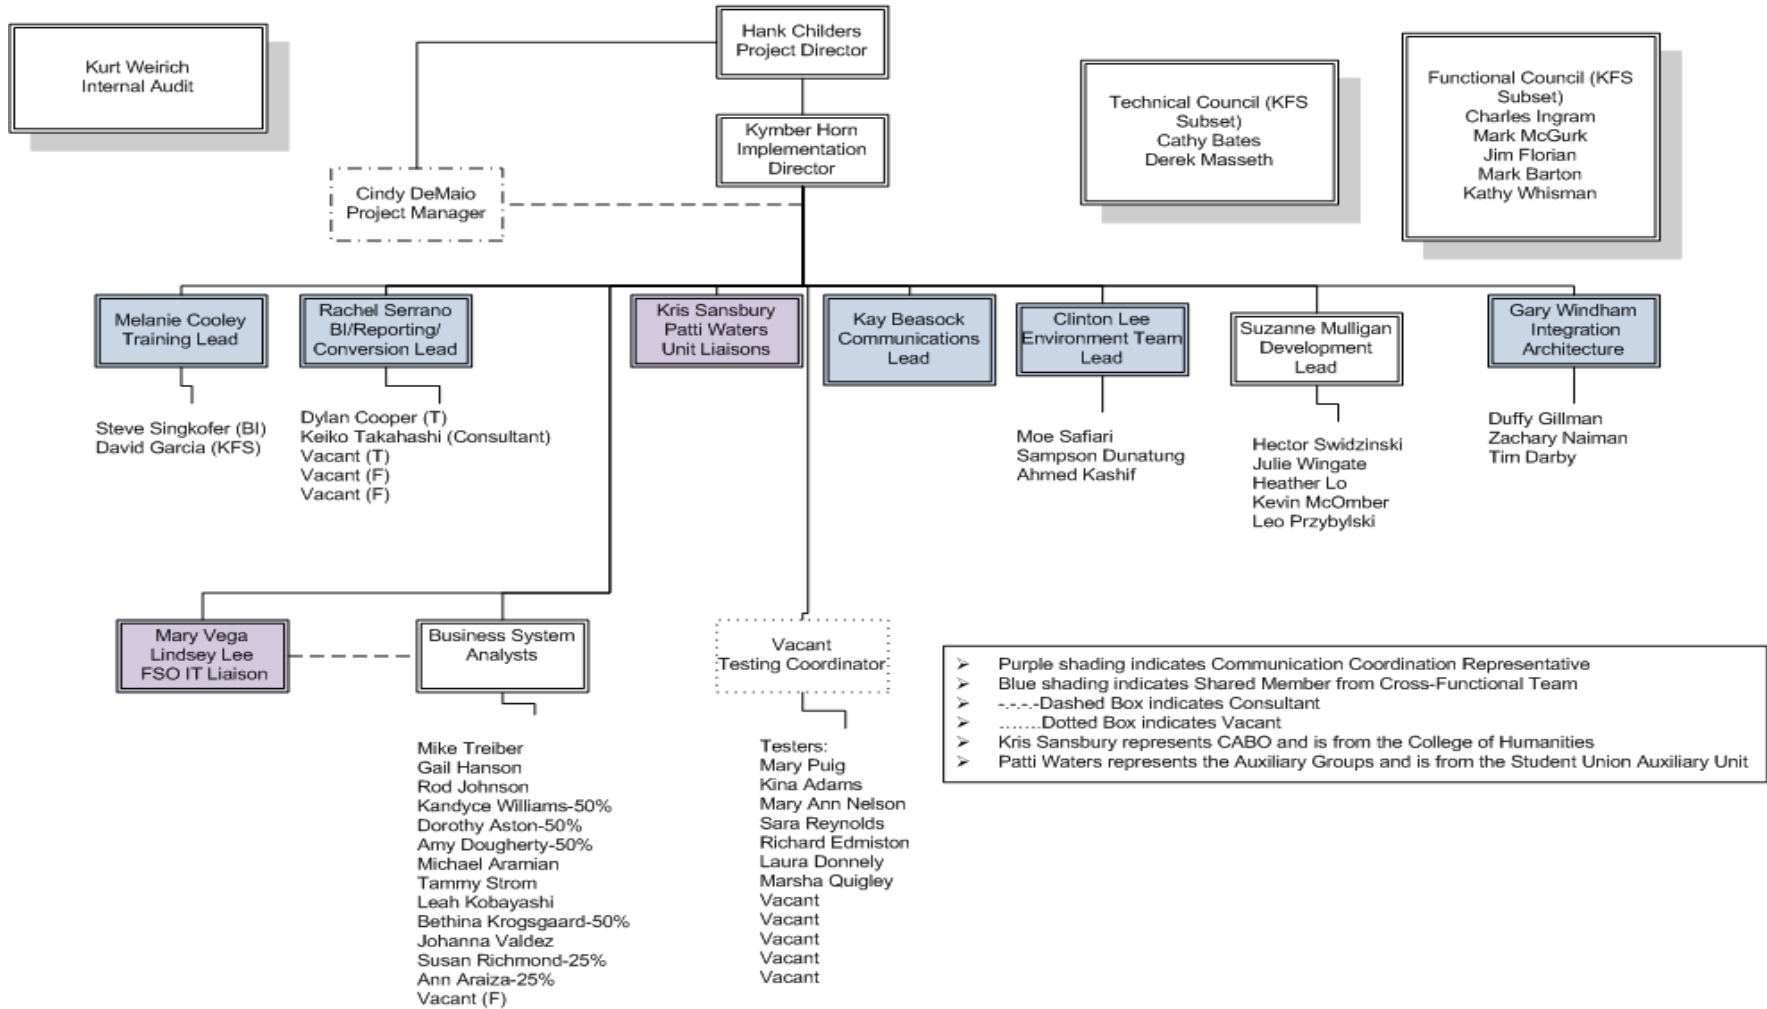 Kurt Weirich
Internal Audit
Hank Childers
Project Director
Kymber Horn
Implementation
Director
Cindy DeMaio
Project Manager
Technical Council (KFS
Subset)
Cathy Bates
Derek Masseth
Functional Council (KFS
Subset)
Charles Ingram
Mark McGurk
Jim Florian
Mark Barton
Kathy Whisman
Melanie Cooley
Training Lead
Steve Singkofer (BI)
David Garcia (KFS)
Rachel Serrano
BI/Reporting/
Conversion Lead
Dylan Cooper (T)
Keiko Takahashi (Consultant)
Vacant (T)
Vacant (F)
Vacant (F)
Kris Sansbury
Patti Waters
Unit Liaisons
Kay Beasock
Communications
Lead
Clinton Lee
Environment Team
Lead
Moe Safiari
Sampson Dunatung
Ahmed Kashif
Suzanne Mulligan
Development
Lead
Hector Swidzinski
Julie Wingate
Heather Lo
Kevin McOmber
Leo Przybylski
Gary Windham
Integration
Architecture
Duffy Gillman
Zachary Naiman
Tim Darby
Mary Vega
Lindsey Lee
FSO IT Liaison
Business System
Analysts
Mike Treiber
Gail Hanson
Rod Johnson
Kandyce Williams-50%
Dorothy Aston-50%
Amy Dougherty-50%
Michael Aramian
Tammy Strom
Leah Kobayashi
Bethina Krogsgaard-50%
Johanna Valdez
Susan Richmond-25%
Ann Araiza-25%
Vacant (F)
Vacant
Testing Coordinator
Testers:
Mary Puig
Kina Adams
Mary Ann Nelson
Sara Reynolds
Richard Edmiston
Laura Donnely
Marsha Quigley
Vacant
Vacant
Vacant
Vacant
Vacant
➢ Purple shading indicates Communication Coordination Representative
➢ Blue shading indicates Shared Member from Cross-Functional Team
➢ -.-.-.-Dashed Box indicates Consultant
➢ .......Dotted Box indicates Vacant
➢ Kris Sansbury represents CABO and is from the College of Humanities
➢ Patti Waters represents the Auxiliary Groups and is from the Student Union Auxiliary Unit